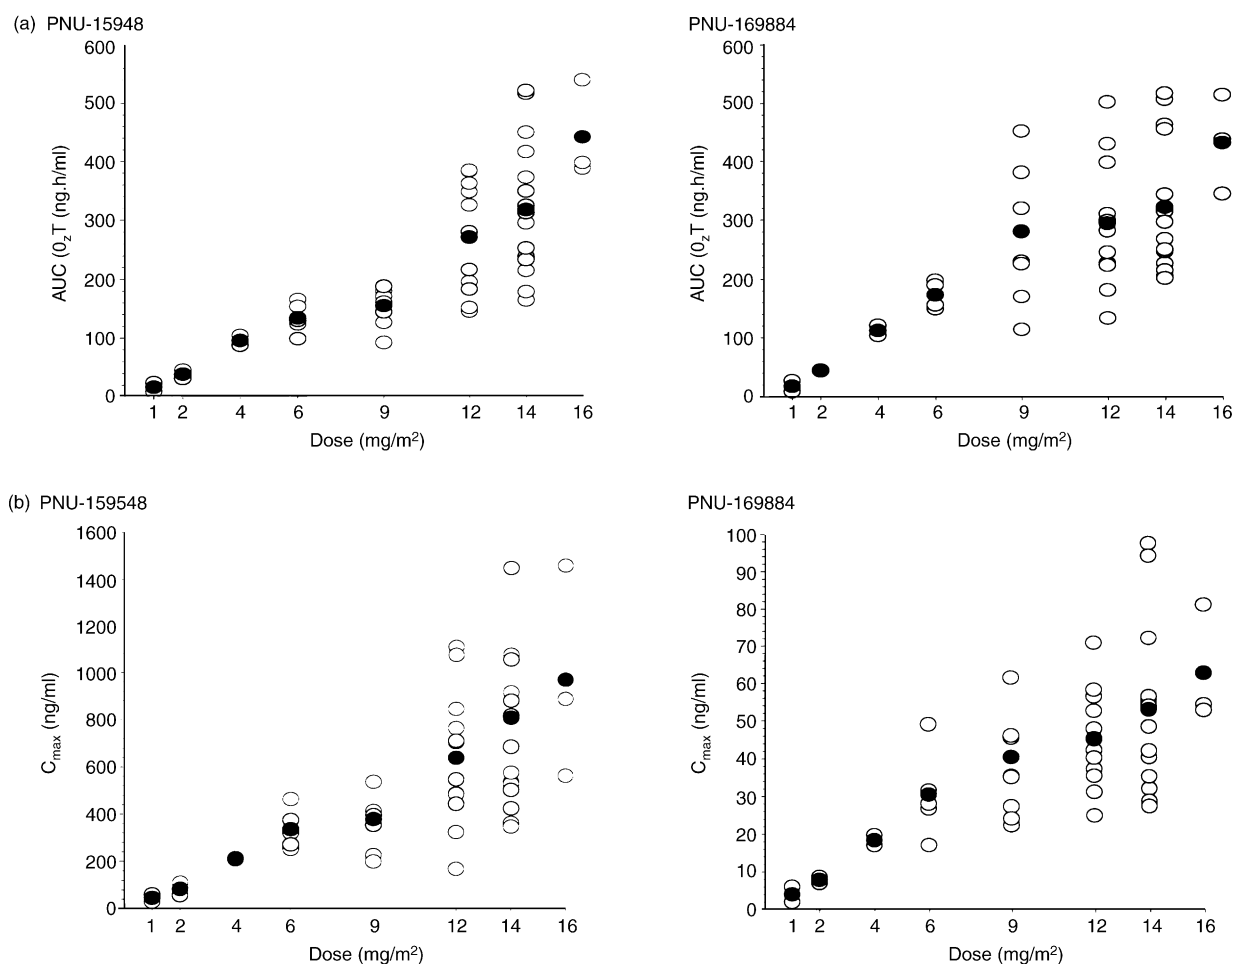 (a) PNU-15948
600
500
400
300
200
100
0
AUC (0zT (ng.h/ml)
1 2 4 6 9 12 14 16
Dose (mg/m²)
PNU-169884
600
500
400
300
200
100
0
AUC (0zT (ng.h/ml)
1 2 4 6 9 12 14 16
Dose (mg/m²)
(b) PNU-159548
1600
1400
1200
1000
800
600
400
200
0
Cmax (ng/ml)
1 2 4 6 9 12 14 16
Dose (mg/m²)
PNU-169884
100
90
80
70
60
50
40
30
20
10
0
Cmax (ng/ml)
1 2 4 6 9 12 14 16
Dose (mg/m²)